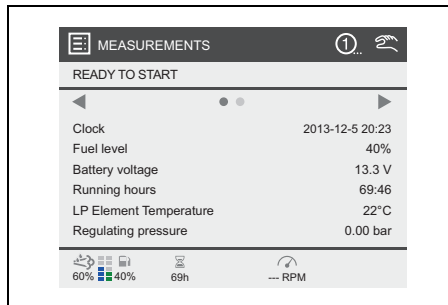 MEASUREMENTS 1...
READY TO START
Clock 2013-12-5 20:23
Fuel level 40%
Battery voltage 13.3 V
Running hours 69:46
LP Element Temperature 22°C
Regulating pressure 0.00 bar
60% 40% 69h --- RPM